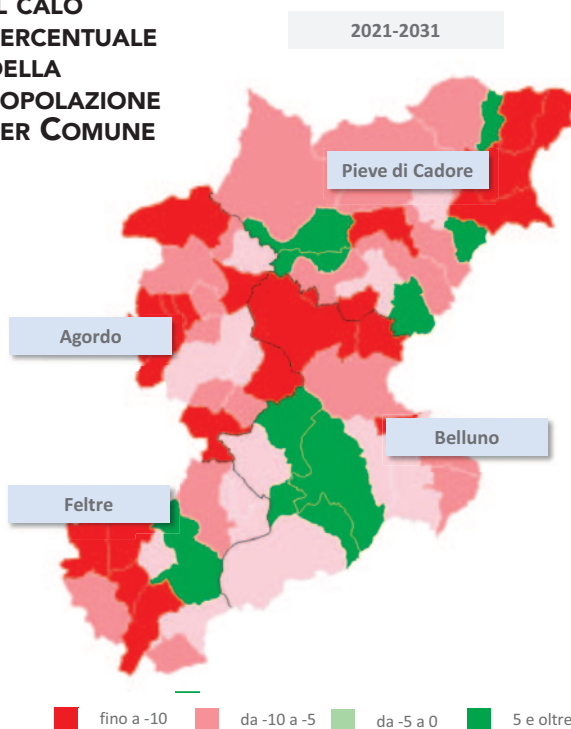 L CALO
ERCENTUALE
DELLA
OPOLAZIONE
ER COMUNE
2021-2031
Pieve di Cadore
Agordo
Belluno
Feltre
fino a -10
da -10 a -5
da -5 a 0
5 e oltre